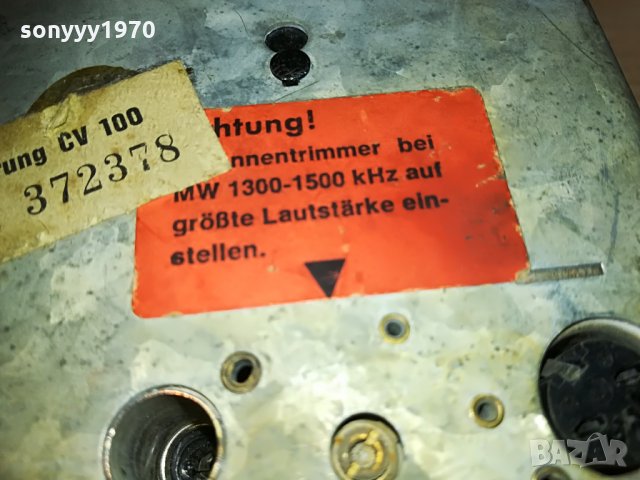 sonyyy1970
rung CV 100
372378
htung!
nnentrimmer bei
MW 1300-1500 kHz auf
größte Lautstärke ein-
stellen.
BAZAR